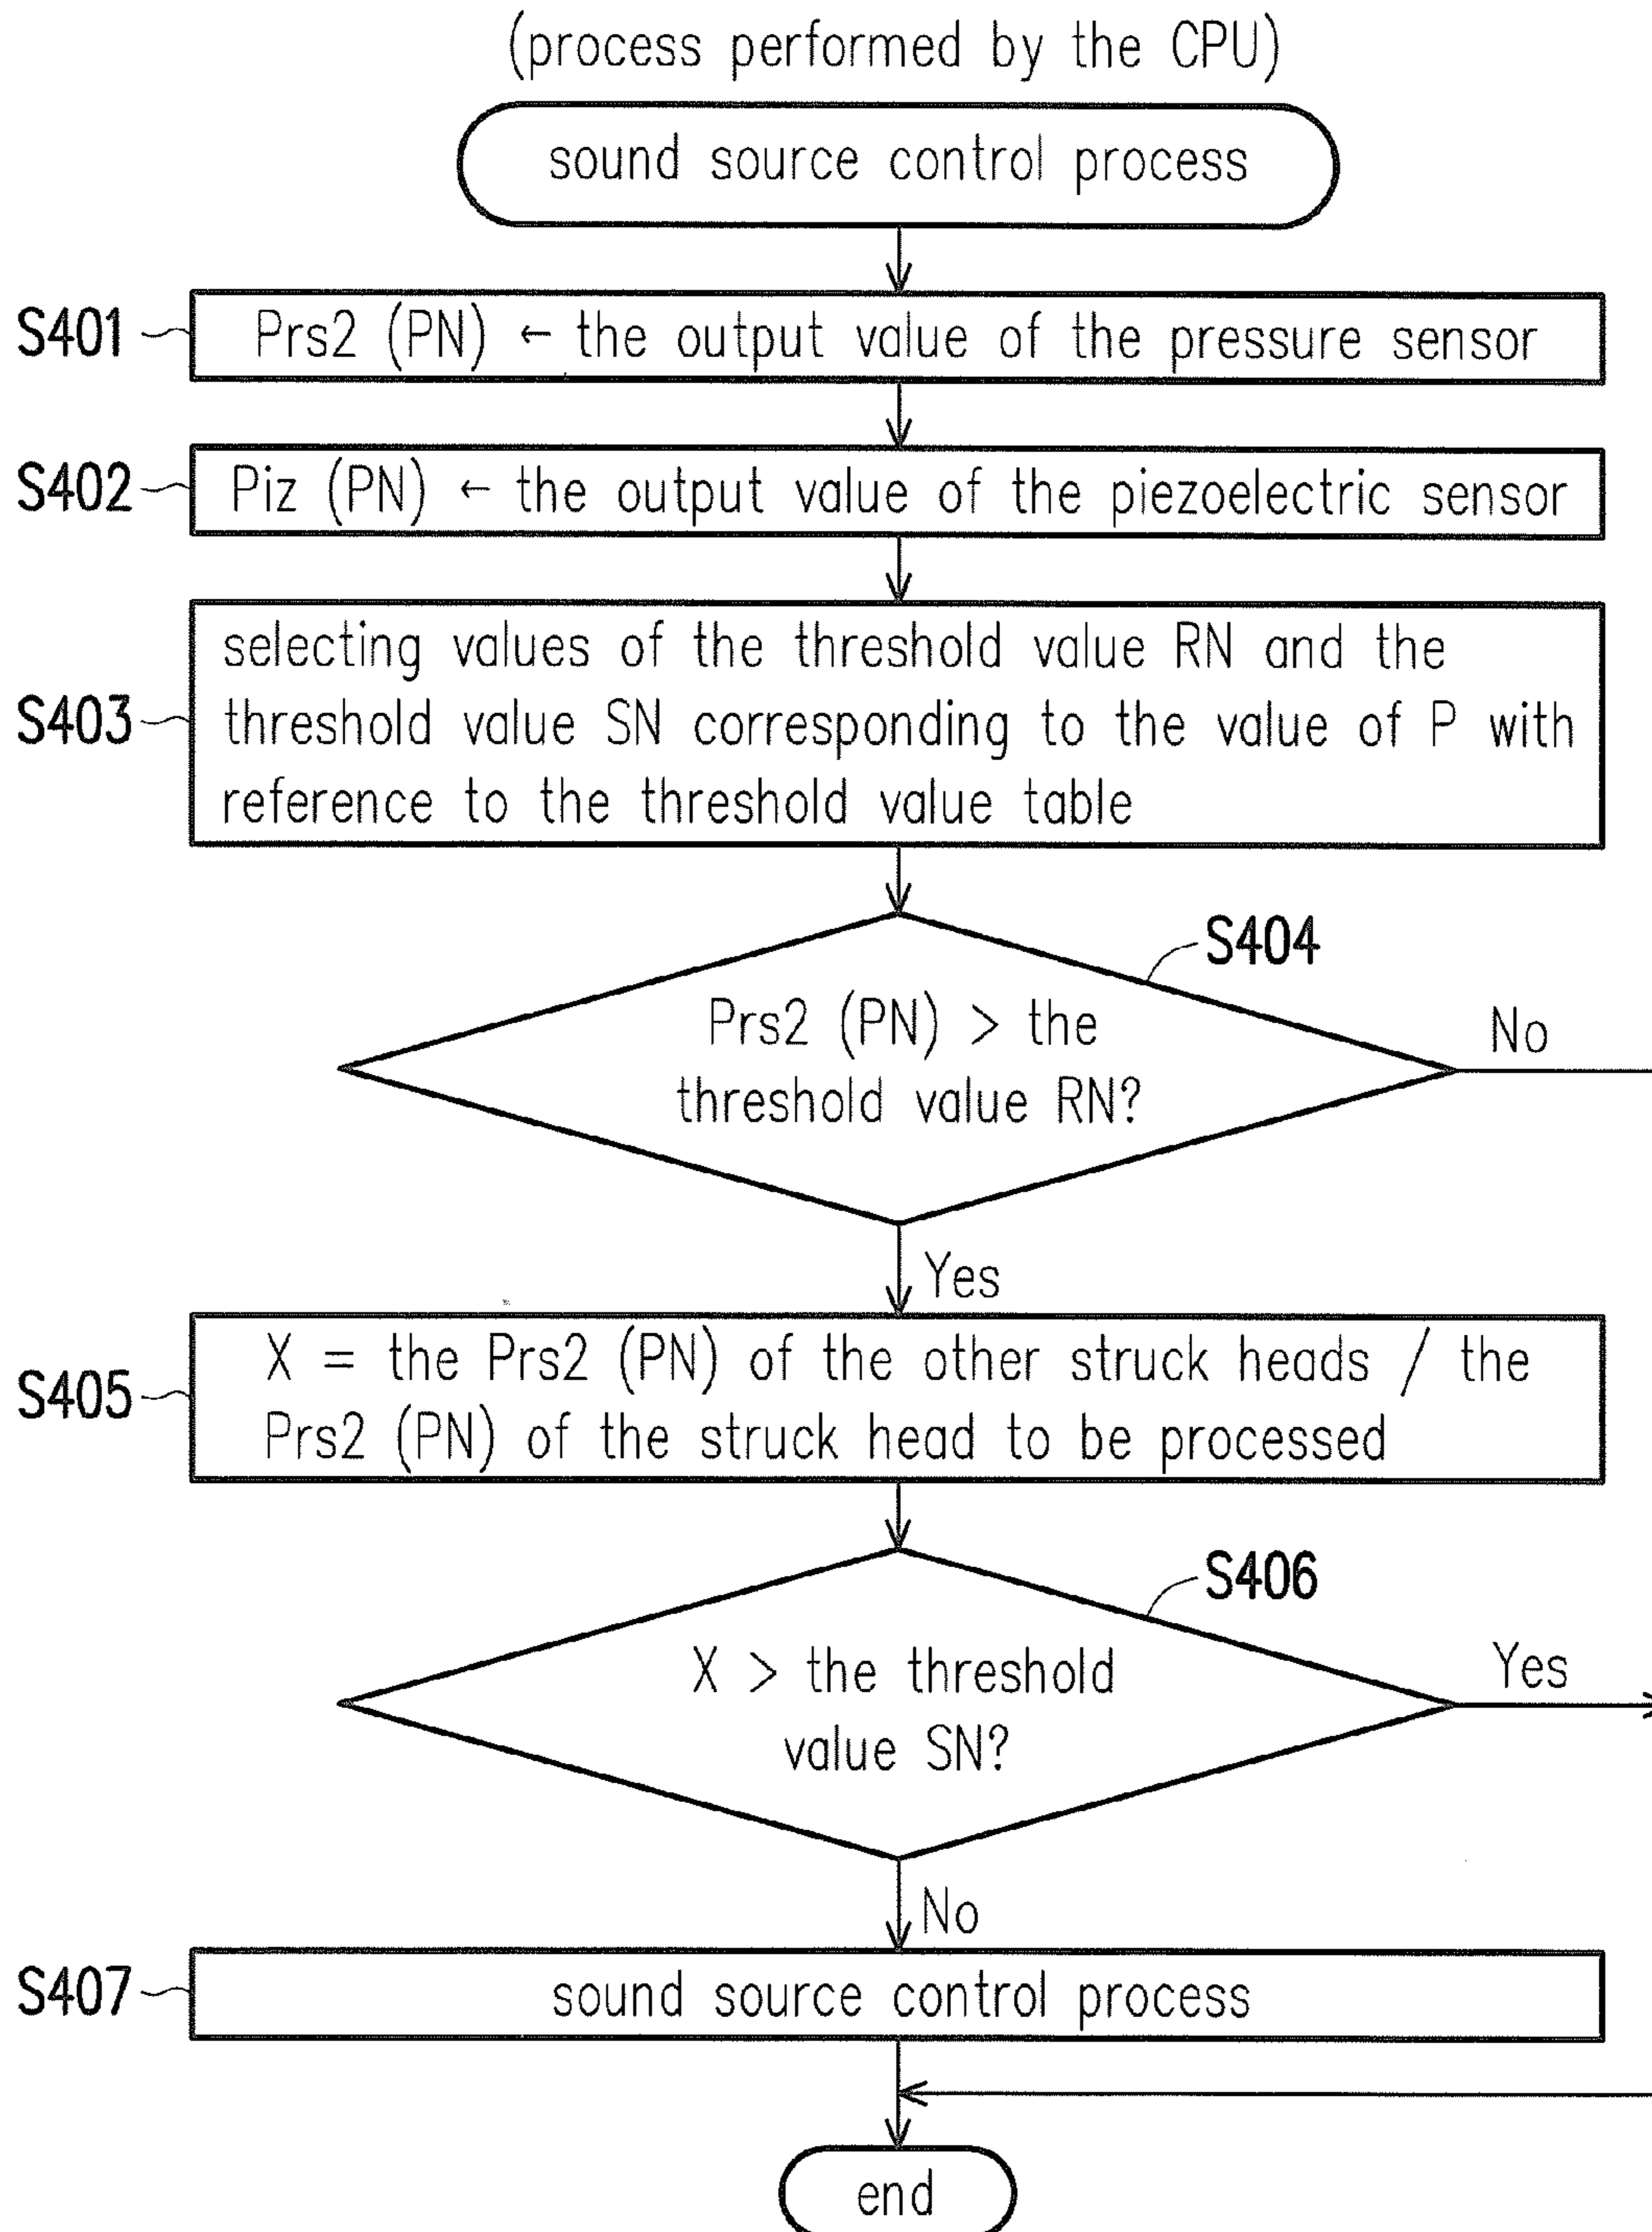 (process performed by the CPU)
sound source control process
S401
Prs2 (PN) ← the output value of the pressure sensor
S402
Piz (PN) ← the output value of the piezoelectric sensor
S403
selecting values of the threshold value RN and the
threshold value SN corresponding to the value of P with
reference to the threshold value table
S404
Prs2 (PN) > the
threshold value RN?
No
Yes
S405
X = the Prs2 (PN) of the other struck heads / the
Prs2 (PN) of the struck head to be processed
S406
X > the threshold
value SN?
Yes
No
S407
sound source control process
end